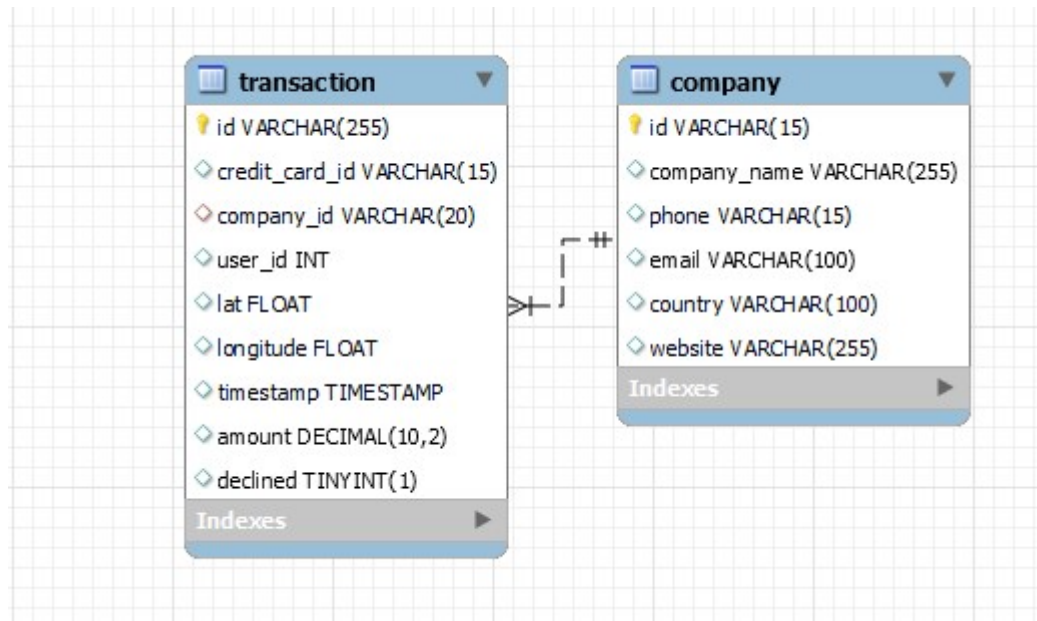 transaction
id VARCHAR(255)
credit_card_id VARCHAR(15)
company_id VARCHAR(20)
user_id INT
lat FLOAT
longitude FLOAT
timestamp TIMESTAMP
amount DECIMAL(10,2)
declined TINYINT(1)
Indexes
company
id VARCHAR(15)
company_name VARCHAR(255)
phone VARCHAR(15)
email VARCHAR(100)
country VARCHAR(100)
website VARCHAR(255)
Indexes